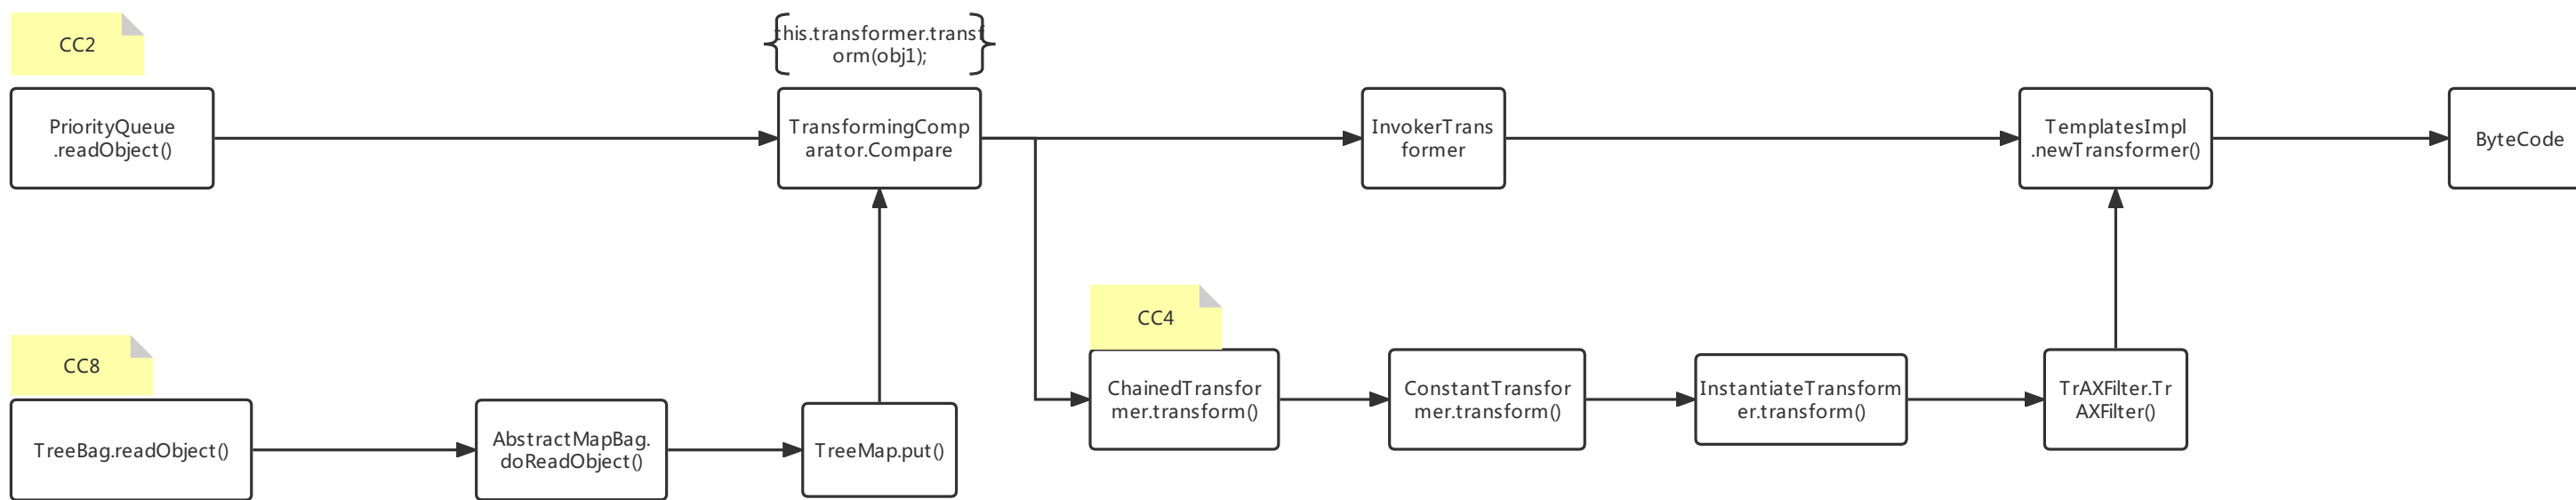 CC2
this.transformer.transf
orm(obj1);
PriorityQueue
.readObject()
TransformingComp
arator.Compare
InvokerTrans
former
TemplatesImpl
.newTransformer()
ByteCode
CC4
CC8
ChainedTransfor
mer.transform()
ConstantTransfor
mer.transform()
InstantiateTransform
er.transform()
TrAXFilter.Tr
AXFilter()
TreeBag.readObject()
AbstractMapBag.
doReadObject()
TreeMap.put()